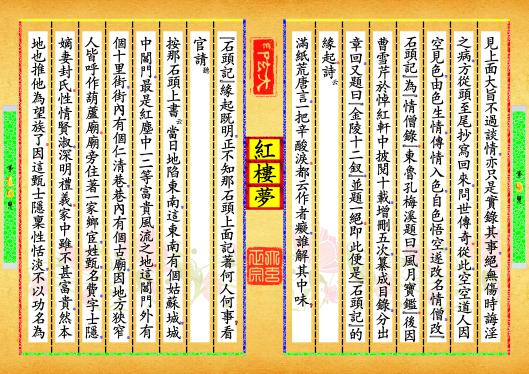 見上面大旨不過談情亦只是實錄其事絕無傷時誨淫
之病方從頭至尾抄寫回來問世傳奇從此空空道人因
空見色由色生情傳情入色自色悟空遂改名情僧改
石頭記為情僧錄東魯孔梅溪題曰風月寶鑑後因
曹雪芹於悼紅軒中披閱十載增刪五次纂成目錄分出
章回又題曰金陵十二釵並題一絕即此便是石頭記的
緣起詩云
滿紙荒唐言一把辛酸淚都云作者癡誰解其中味
紅樓夢
石頭記緣起既明正不知那石頭上面記著何人何事看
官請聽
按那石頭上書云當日地陷東南這東南有個姑蘇城城
中閶門最是紅塵中一二等富貴風流之地這閶門外有
個十里街街內有個仁清巷巷內有個古廟因地方狹窄
人皆呼作葫蘆廟廟旁住著一家鄉宦姓甄名費字士隱
嫡妻封氏性情賢淑深明禮義家中雖不甚富貴然本
地也推他為望族了因這甄士隱稟性恬淡不以功名為